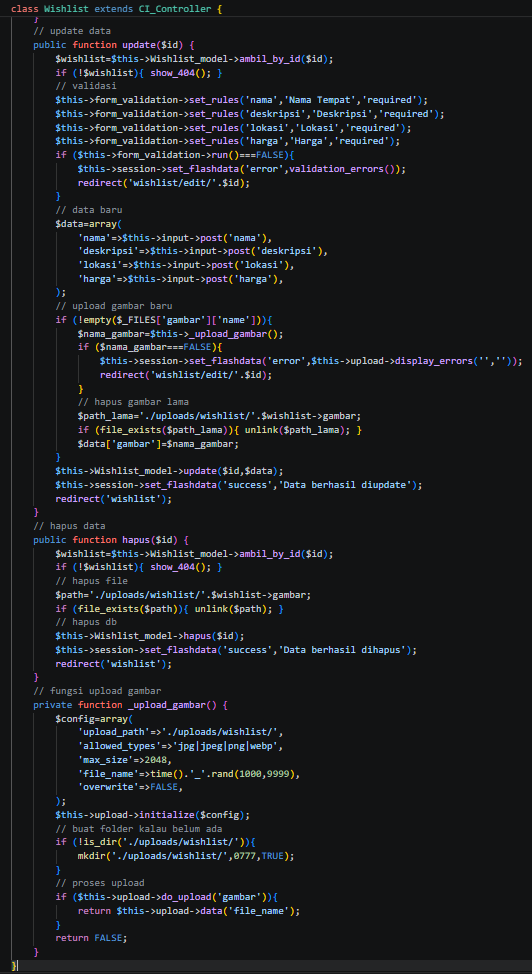 class Wishlist extends CI_Controller {
    }
    // update data
    public function update($id) {
        $wishlist=$this->Wishlist_model->ambil_by_id($id);
        if (!$wishlist){ show_404(); }
        // validasi
        $this->form_validation->set_rules('nama','Nama Tempat','required');
        $this->form_validation->set_rules('deskripsi','Deskripsi','required');
        $this->form_validation->set_rules('lokasi','Lokasi','required');
        $this->form_validation->set_rules('harga','Harga','required');
        if ($this->form_validation->run()===FALSE){
            $this->session->set_flashdata('error',validation_errors());
            redirect('wishlist/edit/'.$id);
        }
        // data baru
        $data=array(
            'nama'=>$this->input->post('nama'),
            'deskripsi'=>$this->input->post('deskripsi'),
            'lokasi'=>$this->input->post('lokasi'),
            'harga'=>$this->input->post('harga'),
        );
        // upload gambar baru
        if (!empty($_FILES['gambar']['name'])){
            $nama_gambar=$this->_upload_gambar();
            if ($nama_gambar===FALSE){
                $this->session->set_flashdata('error',$this->upload->display_errors('',''));
                redirect('wishlist/edit/'.$id);
            }
            // hapus gambar lama
            $path_lama='./uploads/wishlist/'.$wishlist->gambar;
            if (file_exists($path_lama)){ unlink($path_lama); }
            $data['gambar']=$nama_gambar;
        }
        $this->Wishlist_model->update($id,$data);
        $this->session->set_flashdata('success','Data berhasil diupdate');
        redirect('wishlist');
    }
    // hapus data
    public function hapus($id) {
        $wishlist=$this->Wishlist_model->ambil_by_id($id);
        if (!$wishlist){ show_404(); }
        // hapus file
        $path='./uploads/wishlist/'.$wishlist->gambar;
        if (file_exists($path)){ unlink($path); }
        // hapus db
        $this->Wishlist_model->hapus($id);
        $this->session->set_flashdata('success','Data berhasil dihapus');
        redirect('wishlist');
    }
    // fungsi upload gambar
    private function _upload_gambar() {
        $config=array(
            'upload_path'=>'./uploads/wishlist/',
            'allowed_types'=>'jpg|jpeg|png|webp',
            'max_size'=>2048,
            'file_name'=>time().'_'.rand(1000,9999),
            'overwrite'=>FALSE,
        );
        $this->upload->initialize($config);
        // buat folder kalau belum ada
        if (!is_dir('./uploads/wishlist/')){
            mkdir('./uploads/wishlist/',0777,TRUE);
        }
        // proses upload
        if ($this->upload->do_upload('gambar')){
            return $this->upload->data('file_name');
        }
        return FALSE;
    }
}